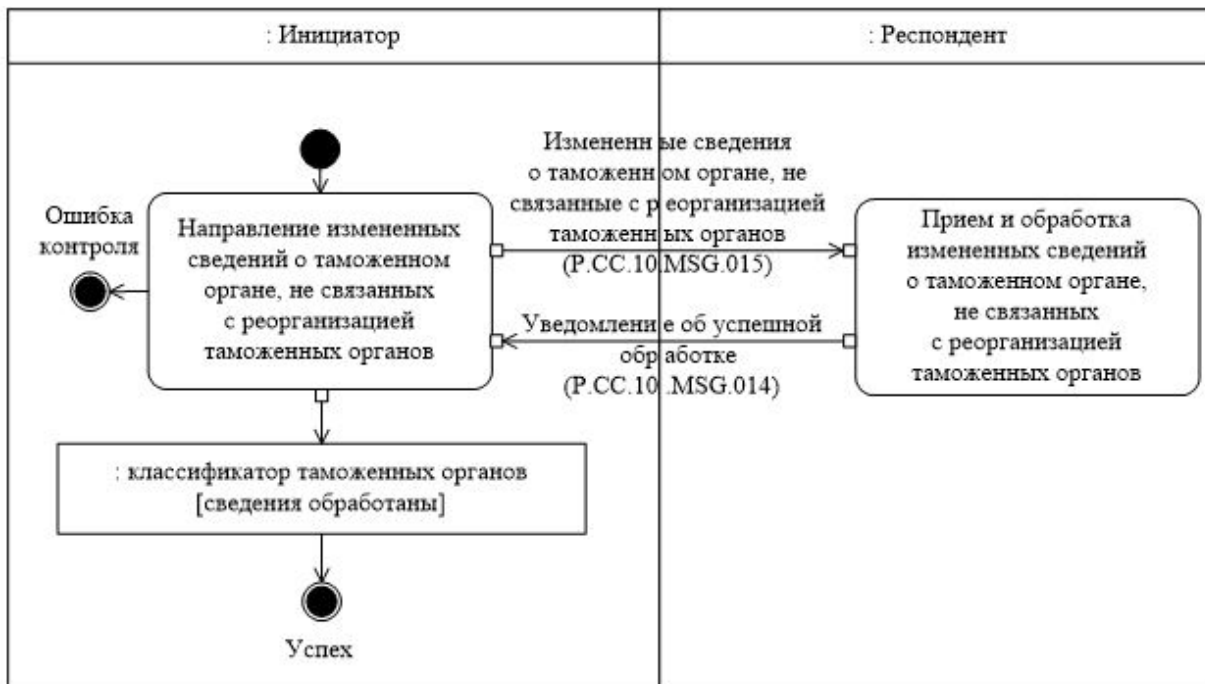 : Инициатор
: Респондент
Ошибка
контроля
Направление измененных
сведений о таможенном
органе, не связанных
с реорганизацией
таможенных органов
Измененные сведения
о таможенном органе, не
связанные с реорганизацией
таможенных органов
(P.CC.10.MSG.015)
Прием и обработка
измененных сведений
о таможенном органе,
не связанных
с реорганизацией
таможенных органов
Уведомление об успешной
обработке
(P.CC.10.MSG.014)
: классификатор таможенных органов
[сведения обработаны]
Успех